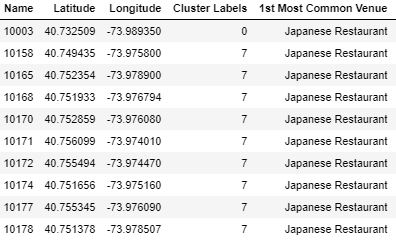 Name Latitude Longitude Cluster Labels 1st Most Common Venue
10003 40.732509 -73.989350 0 Japanese Restaurant
10158 40.749435 -73.975800 7 Japanese Restaurant
10165 40.752354 -73.978900 7 Japanese Restaurant
10168 40.751933 -73.976794 7 Japanese Restaurant
10170 40.752859 -73.976080 7 Japanese Restaurant
10171 40.756099 -73.974010 7 Japanese Restaurant
10172 40.755494 -73.974470 7 Japanese Restaurant
10174 40.751656 -73.975160 7 Japanese Restaurant
10177 40.755345 -73.976090 7 Japanese Restaurant
10178 40.751378 -73.978507 7 Japanese Restaurant